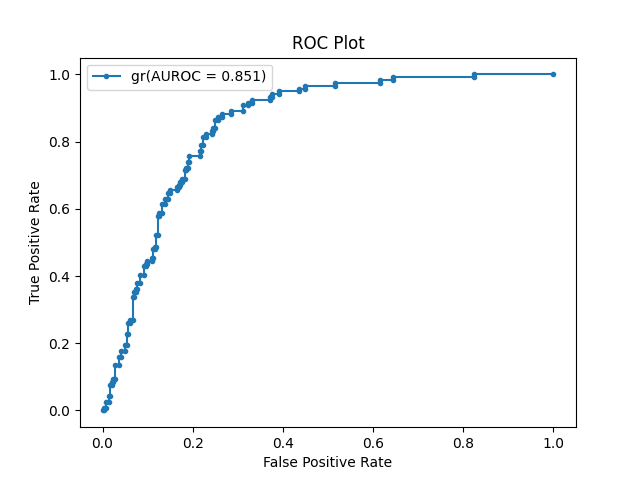 ROC Plot
gr(AUROC = 0.851)
True Positive Rate
1.0
0.8
0.6
0.4
0.2
0.0
0.0 0.2 0.4 0.6 0.8 1.0
False Positive Rate